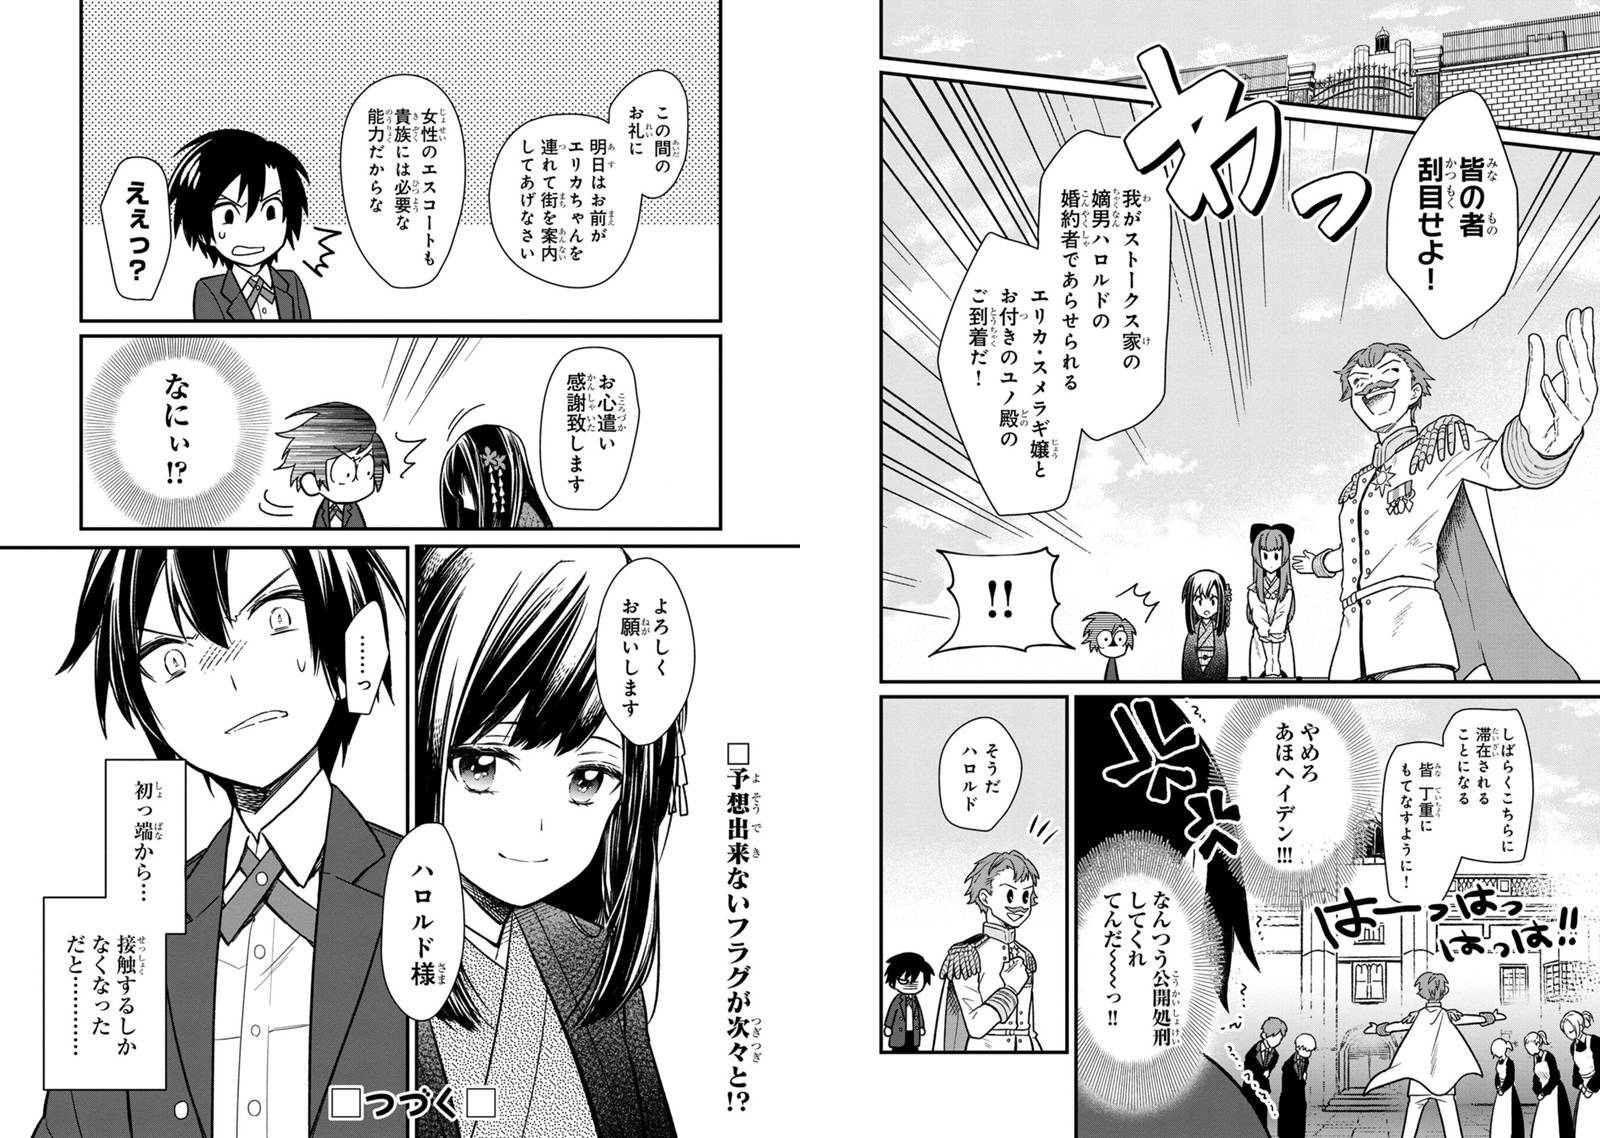 皆の者
刮目せよ!
わっ
我がストークス家の
嫡男ハロルドの
婚約者であらせられる
エリカ・スメラギ嬢と
お付きのユノ殿の
ご到着だ!
!!
しばらくこちらに
滞在される
ことになる
皆 丁重に
もてなすように!
はーっはっ
はっは!!
やめろ
あほヘイデン!!!
なんつう公開処刑
してくれ
てんだ〜〜〜っ!!
そうだ
ハロルド
この間の
お礼に
明日はお前が
エリカちゃんを
連れて街を案内
してあげなさい
女性のエスコートも
貴族には必要な
能力だからな
ええっ?
お心遣い
感謝致します
なにぃ!?
よろしく
お願いします
ハロルド様
………っ
初っ端から…
接触するしか
なくなった
だと…………
□予想出来ないフラグが次々と!?
□つづく□